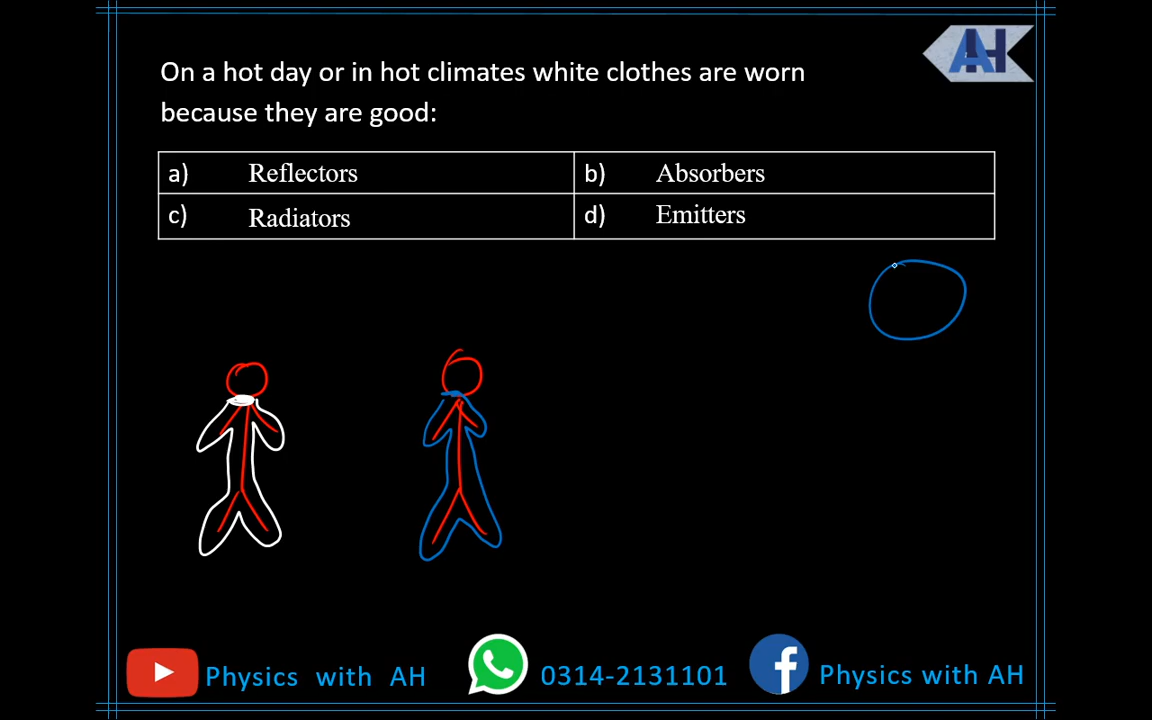 AH
On a hot day or in hot climates white clothes are worn
because they are good:
a) Reflectors b) Absorbers
c) Radiators d) Emitters
Physics with AH 0314-2131101 Physics with AH